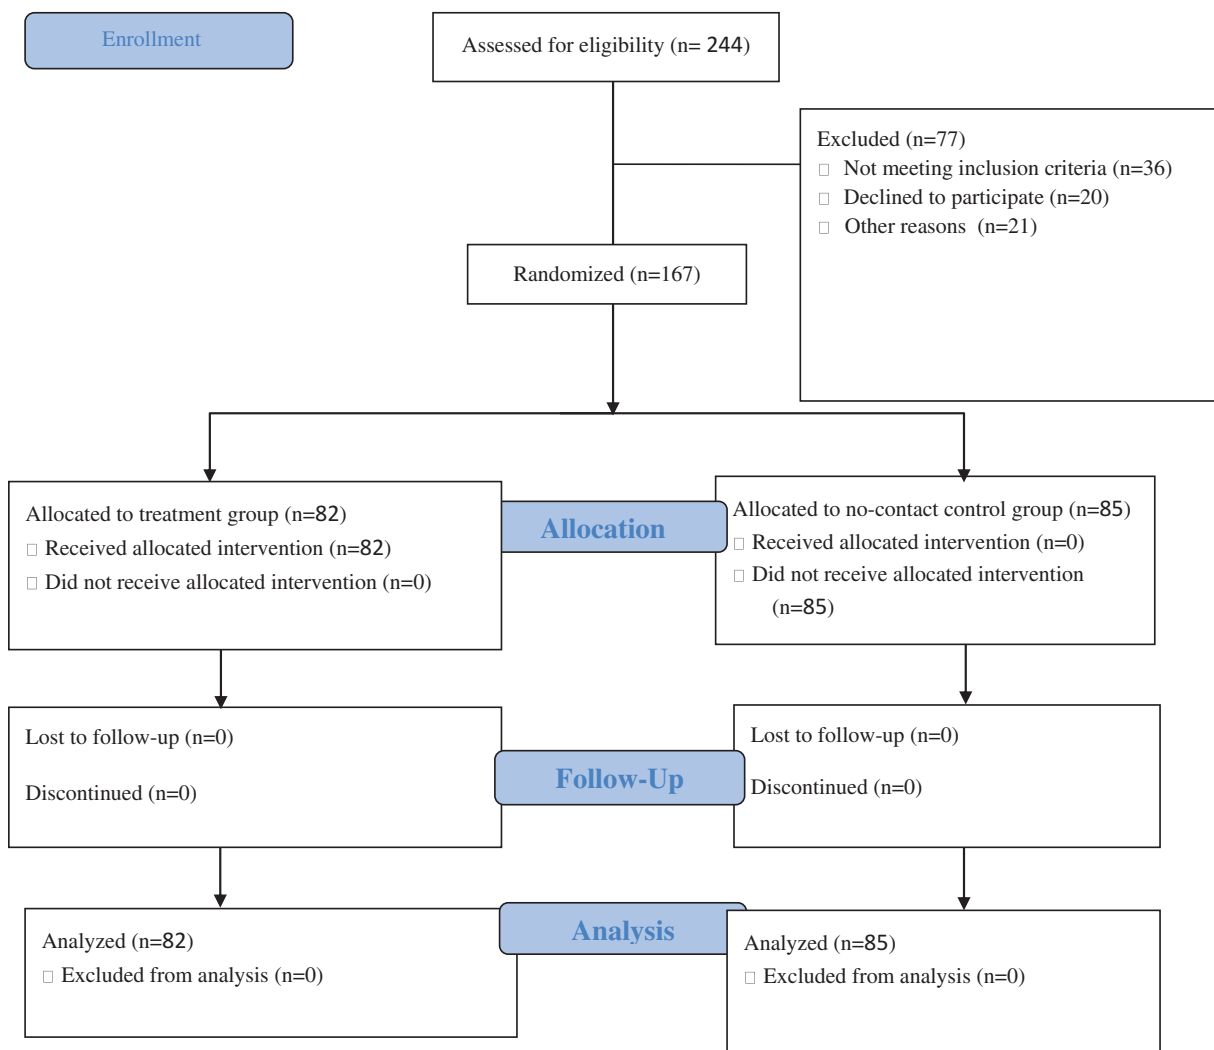 Enrollment
Assessed for eligibility (n= 244)
Excluded (n=77)
□ Not meeting inclusion criteria (n=36)
□ Declined to participate (n=20)
□ Other reasons (n=21)
Randomized (n=167)
Allocated to treatment group (n=82)
□ Received allocated intervention (n=82)
□ Did not receive allocated intervention (n=0)
Allocation
Allocated to no-contact control group (n=85)
□ Received allocated intervention (n=0)
□ Did not receive allocated intervention
(n=85)
Lost to follow-up (n=0)
Discontinued (n=0)
Follow-Up
Lost to follow-up (n=0)
Discontinued (n=0)
Analysis
Analyzed (n=82)
□ Excluded from analysis (n=0)
Analyzed (n=85)
□ Excluded from analysis (n=0)